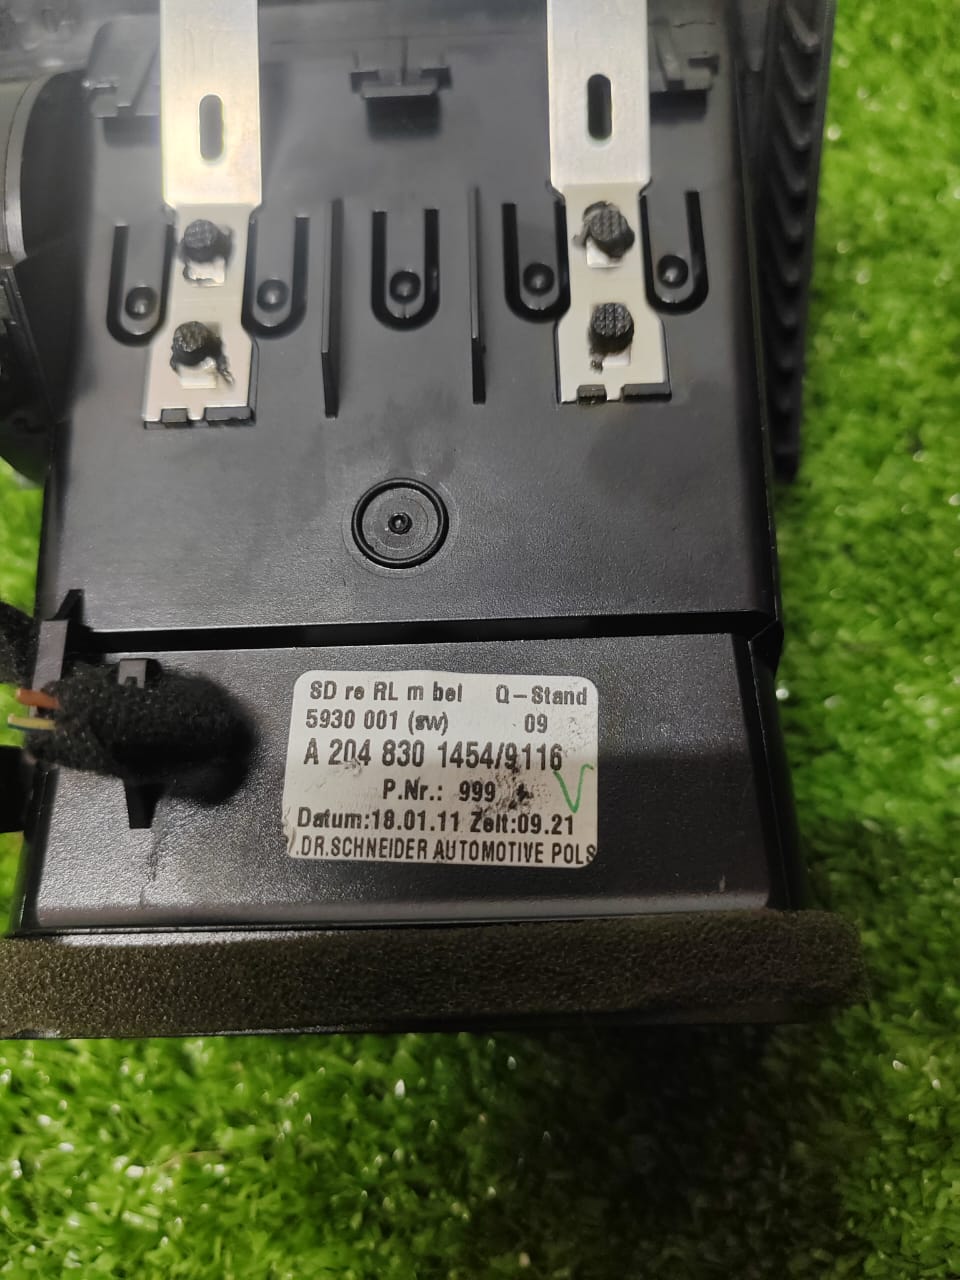 SD re RL m bel Q-Stand
5930 001 (sw) 09
A 204 830 1454/9116
P.Nr.: 999
Datum:18.01.11 Zeit:09.21
.DR.SCHNEIDER AUTOMOTIVE POLS